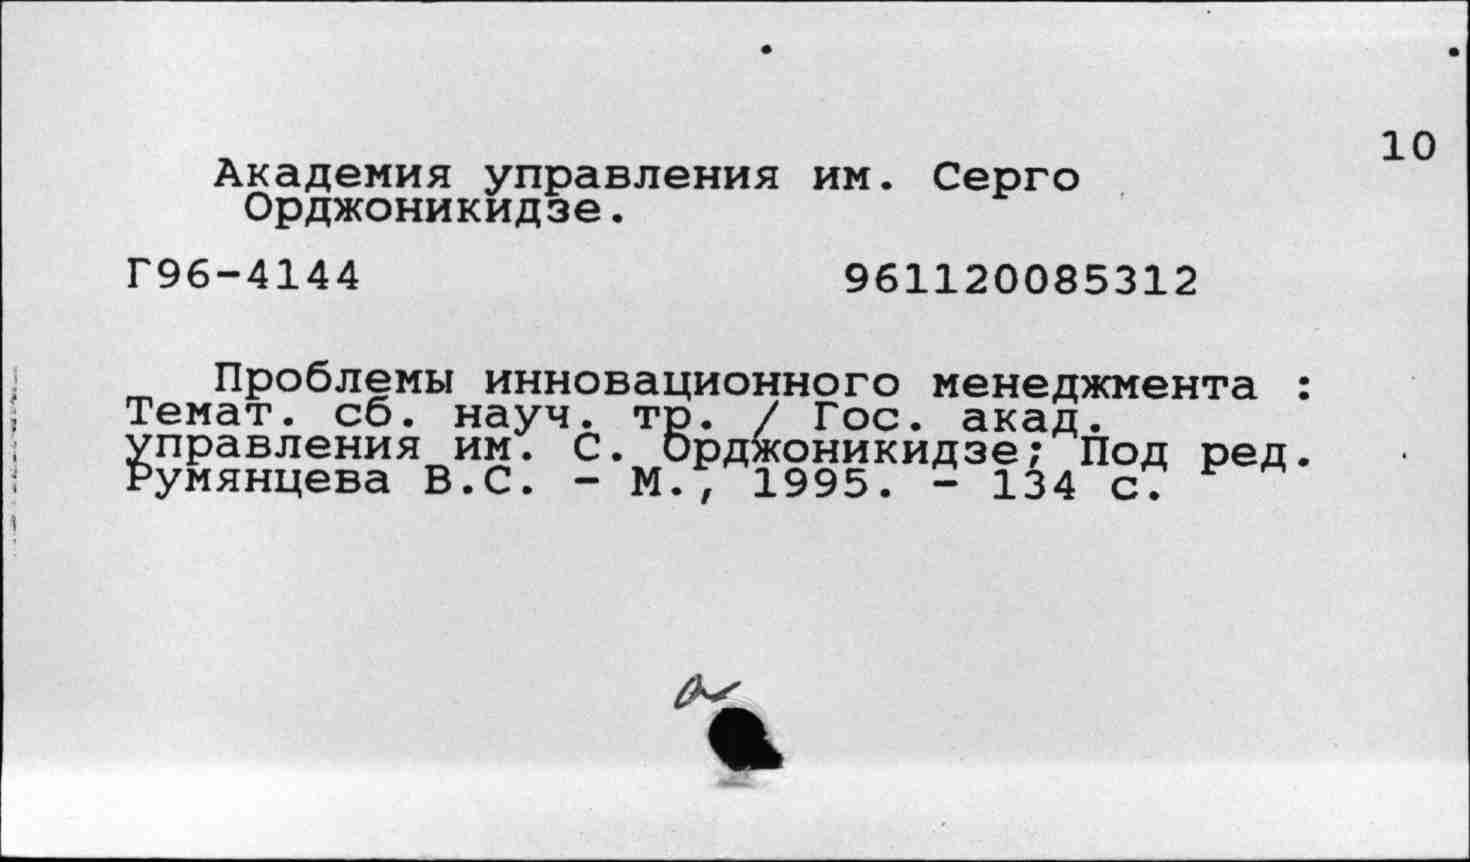 10
Академия управления им. Серго
Орджоникидзе.
Г96-4144 961120085312
Проблемы инновационного менеджмента :
Темат. сб. науч. тр. / Гос. акад.
управления им. С. Орджоникидзе; Под ред.
Румянцева В.С. - М., 1995. - 134 с.